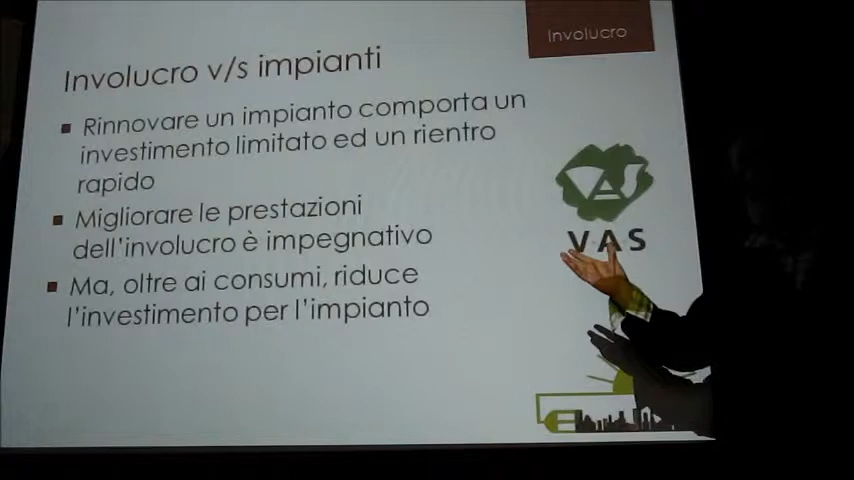 Involucro
Involucro v/s impianti
Rinnovare un impianto comporta un
investimento limitato ed un rientro
rapido
Migliorare le prestazioni
dell'involucro è impegnativo
Ma, oltre ai consumi, riduce
l'investimento per l'impianto
VAS
VAS